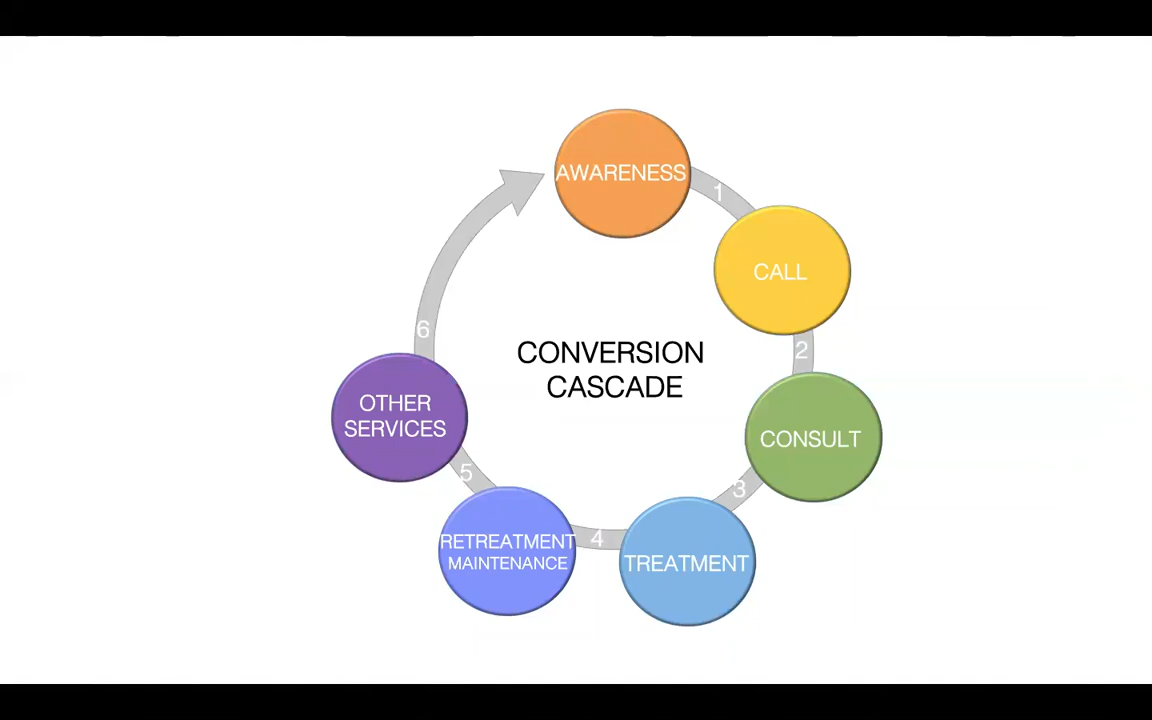 AWARENESS
1
CALL
2
CONSULT
3
TREATMENT
4
RETREATMENT
MAINTENANCE
5
OTHER
SERVICES
6
CONVERSION
CASCADE